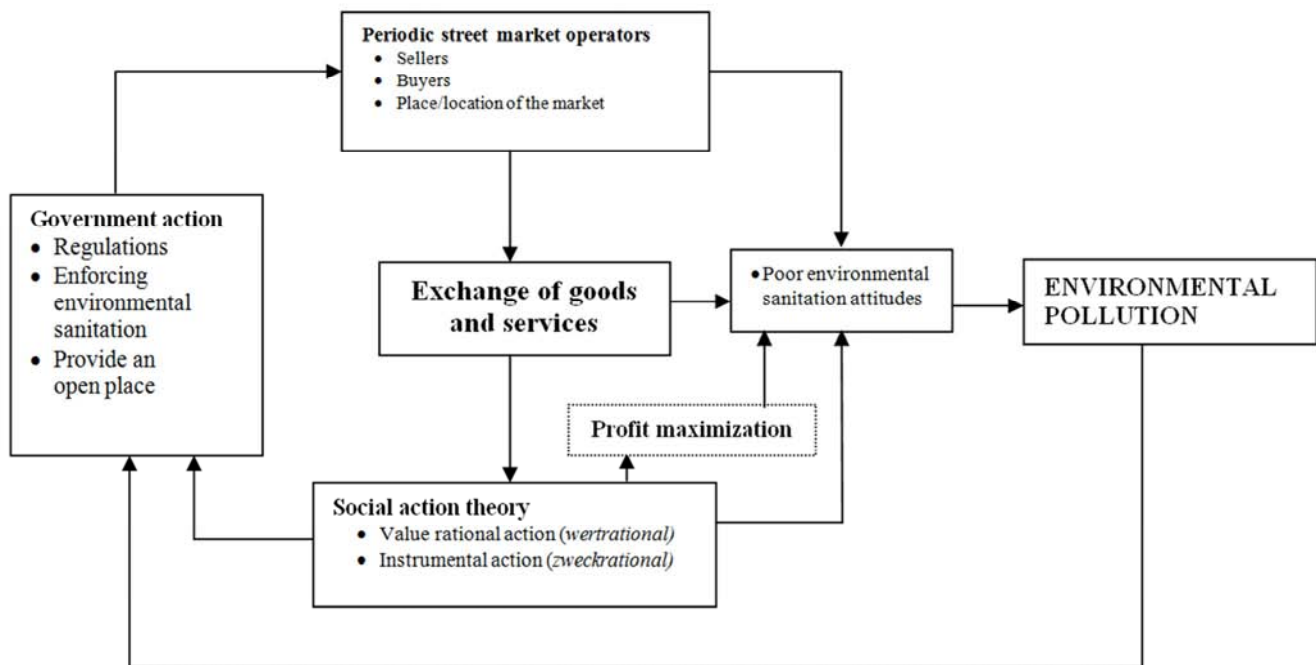 Periodic street market operators
• Sellers
• Buyers
• Place/location of the market
Government action
• Regulations
• Enforcing
environmental
sanitation
• Provide an
open place
Exchange of goods
and services
•Poor environmental
sanitation attitudes
ENVIRONMENTAL
POLLUTION
Profit maximization
Social action theory
• Value rational action (wertrational)
• Instrumental action (zweckrational)